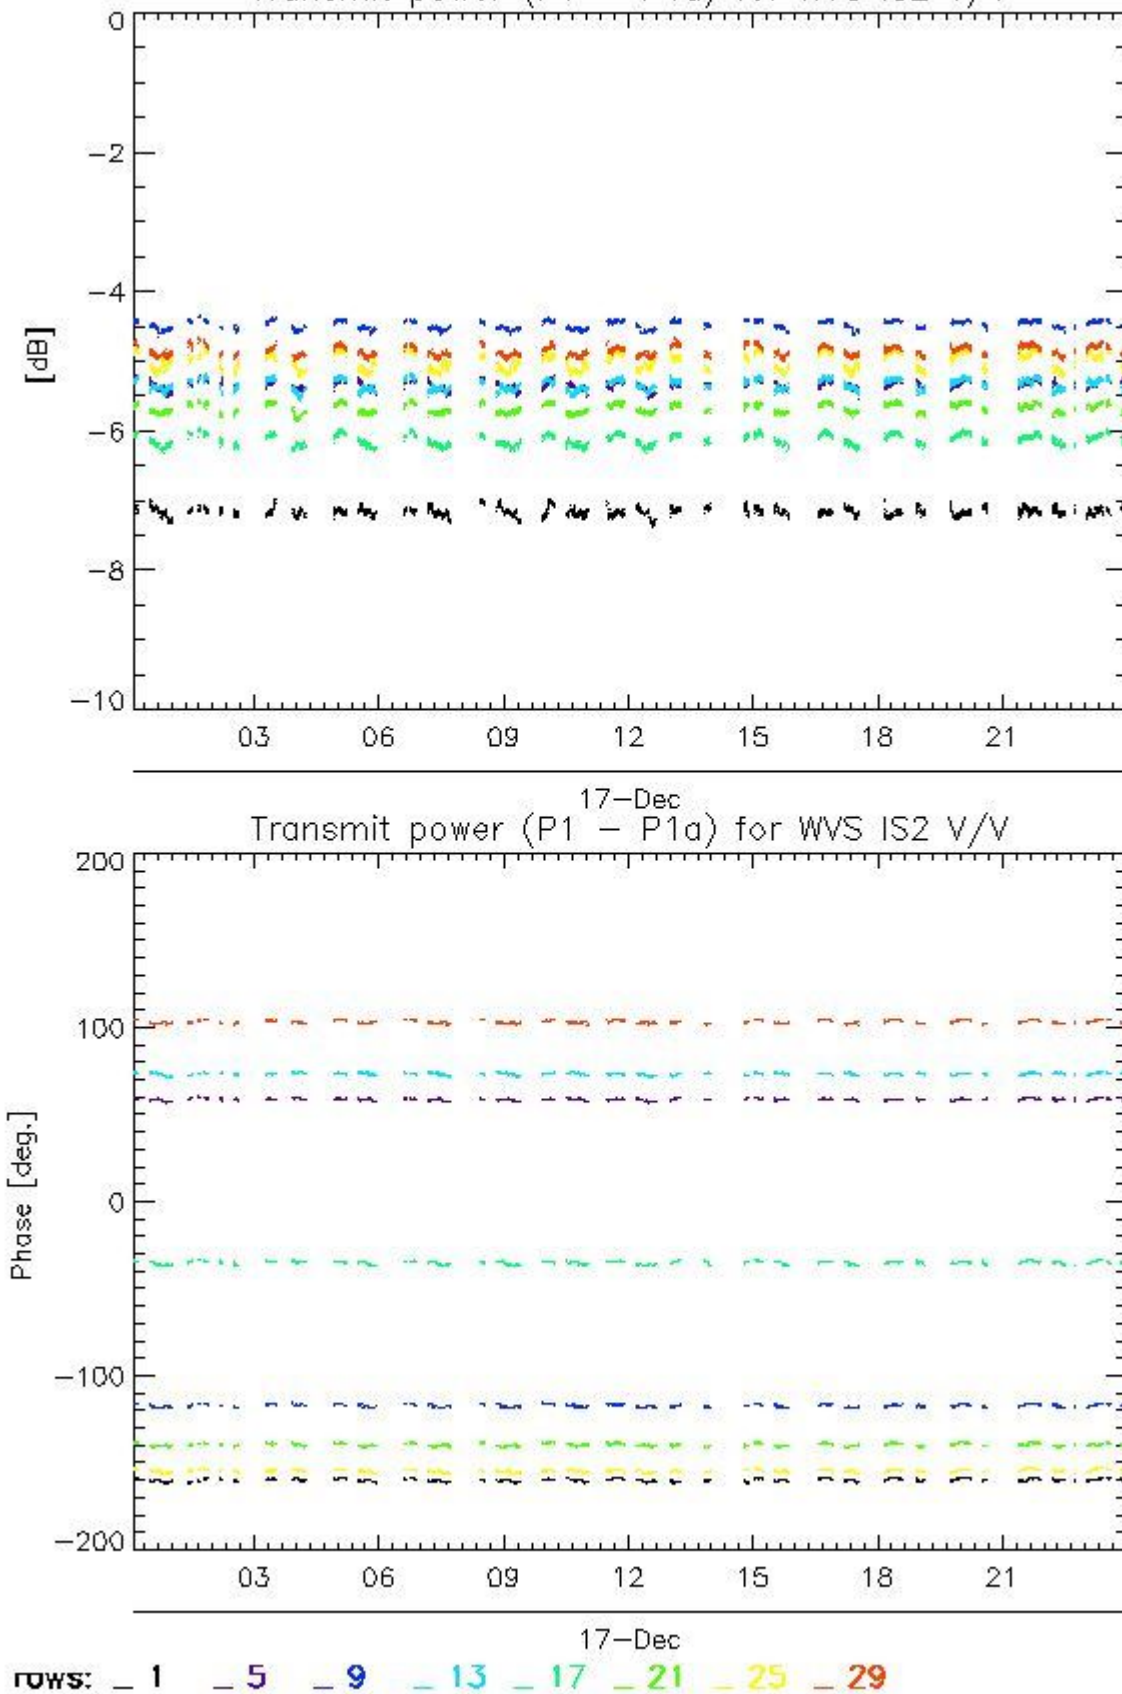 0
-2
-4
[dB]
-6
-8
-10
03 06 09 12 15 18 21
17-Dec
Transmit power (P1 - P1a) for WVS IS2 V/V
200
100
Phase [deg.]
0
-100
-200
03 06 09 12 15 18 21
17-Dec
rows: _ 1 _ 5 _ 9 _ 13 _ 17 _ 21 _ 25 _ 29